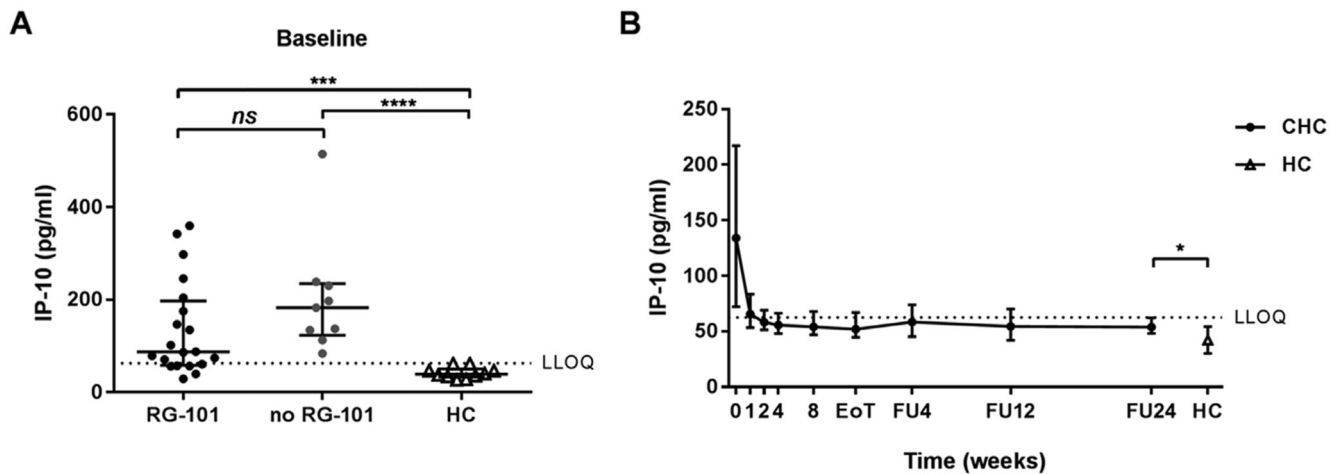 A
Baseline
***
****
ns
600
400
200
0
IP-10 (pg/ml)
LLOQ
RG-101
no RG-101
HC
B
250
200
150
100
50
0
IP-10 (pg/ml)
CHC
HC
*
LLOQ
0 1 2 4 8 EoT FU4 FU12 FU24 HC
Time (weeks)